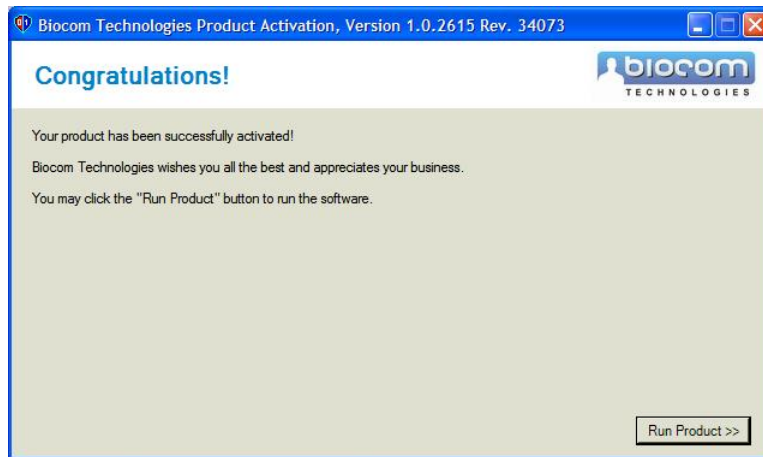 Biocom Technologies Product Activation, Version 1.0.2615 Rev. 34073
Congratulations!
biocom
TECHNOLOGIES
Your product has been successfully activated!
Biocom Technologies wishes you all the best and appreciates your business.
You may click the "Run Product" button to run the software.
Run Product >>